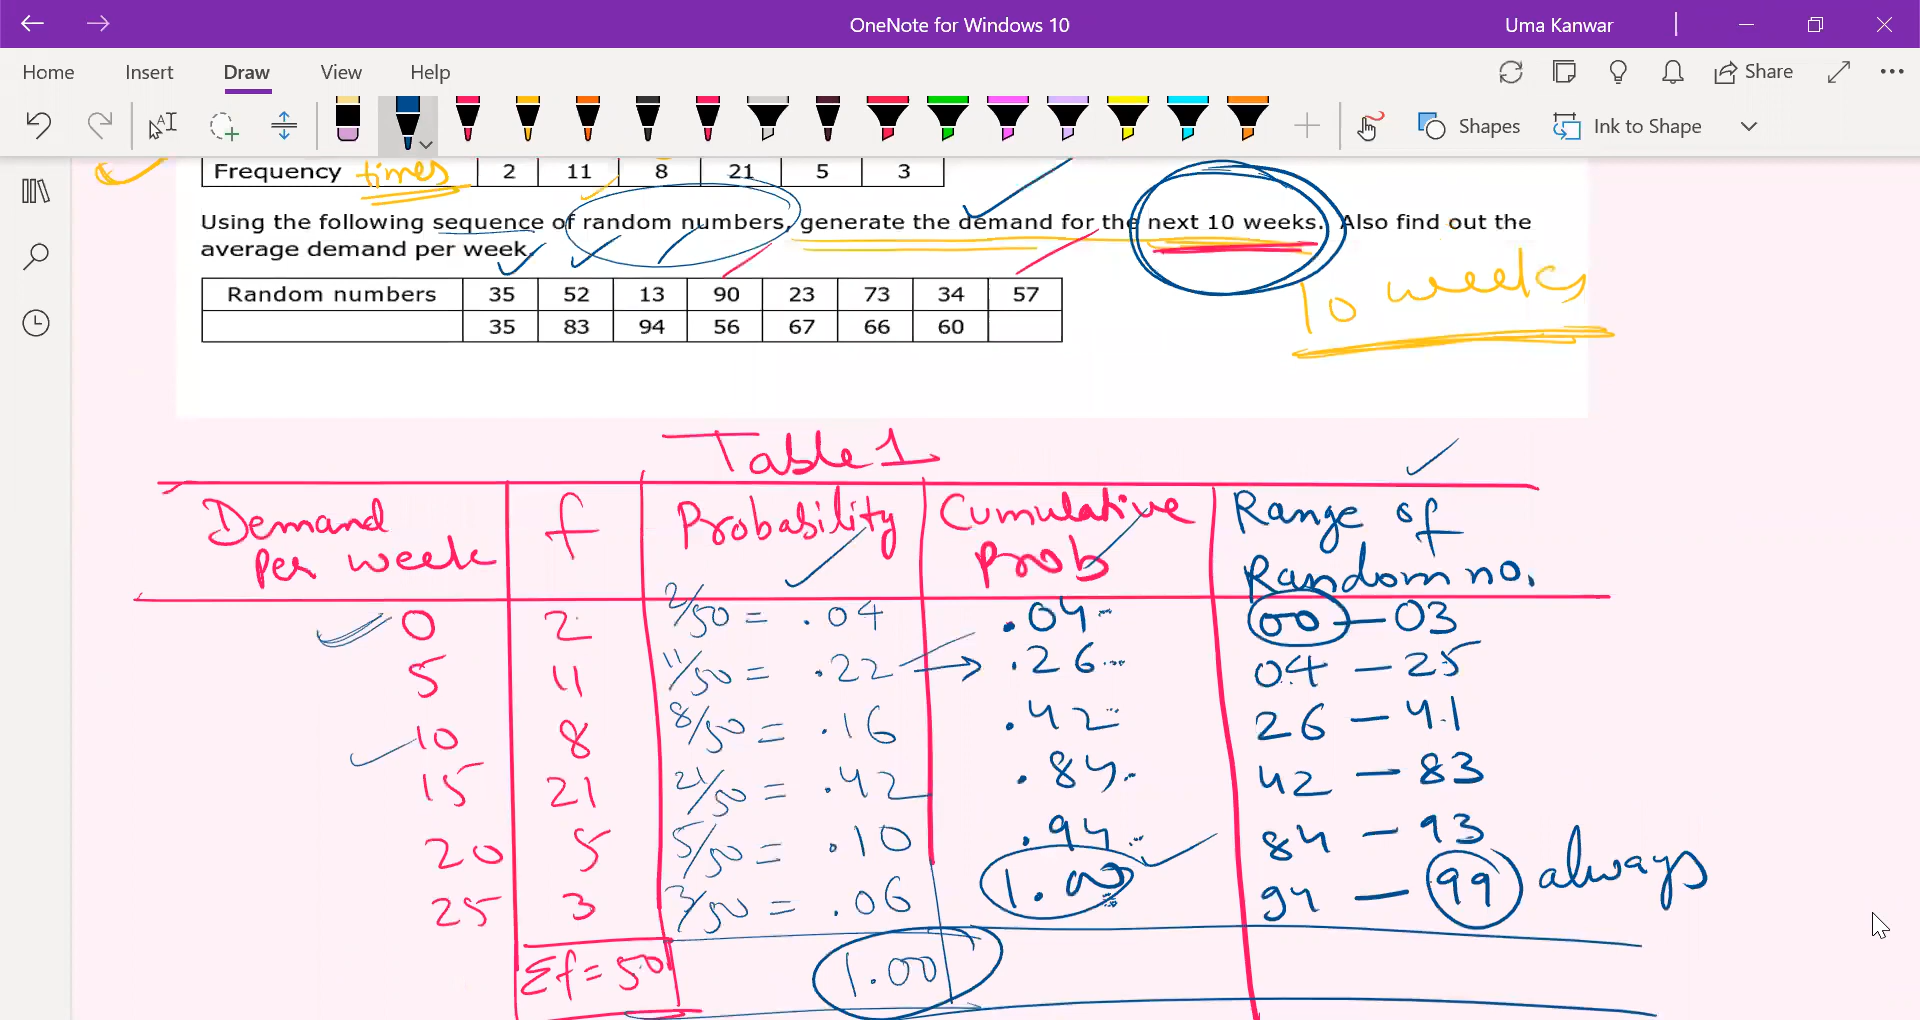 OneNote for Windows 10
Uma Kanwar
Home Insert Draw View Help
Share
Shapes
Ink to Shape
Frequency times 2 11 8 21 5 3
Using the following sequence of random numbers, generate the demand for the next 10 weeks. Also find out the
average demand per week.
10 weeks
Random numbers 35 52 13 90 23 73 34 57
35 83 94 56 67 66 60
Table 1
Demand Per week f Probability Cumulative Prob Range of Random no.
0 2 2/50 = .04 .04 00 — 03
5 11 11/50 = .22 .26 04 — 25
10 8 8/50 = .16 .42 26 — 41
15 21 21/50 = .42 .84 42 — 83
20 5 5/50 = .10 .94 84 — 93
25 3 3/50 = .06 1.00 94 — 99 always
Σf = 50 1.00